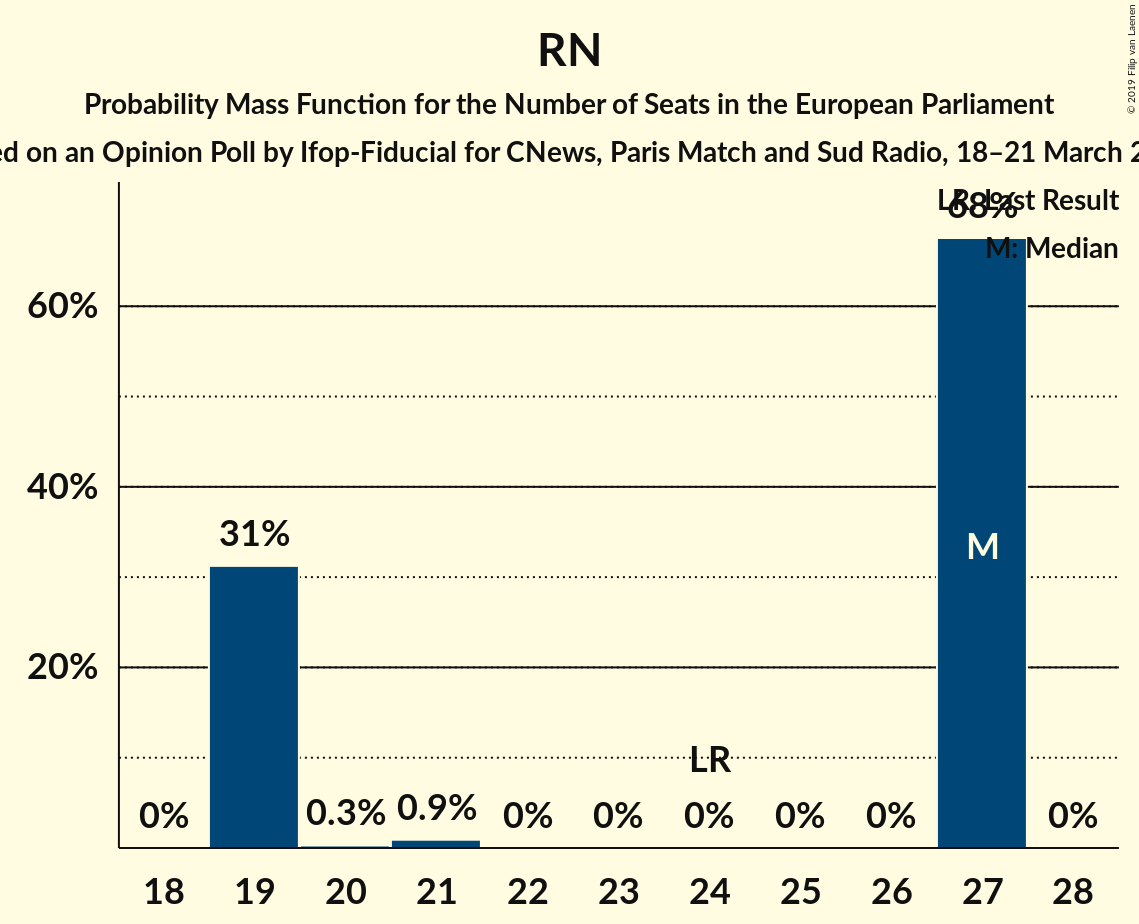 RN
Probability Mass Function for the Number of Seats in the European Parliament
on an Opinion Poll by Ifop-Fiducial for CNews, Paris Match and Sud Radio, 18–21 March
LR: Last Result
68%
M: Median
60%
40%
31%
M
20%
LR
0% 0.3% 0.9% 0% 0% 0% 0% 0% 0%
18 19 20 21 22 23 24 25 26 27 28
© 2019 Filip van Laenen